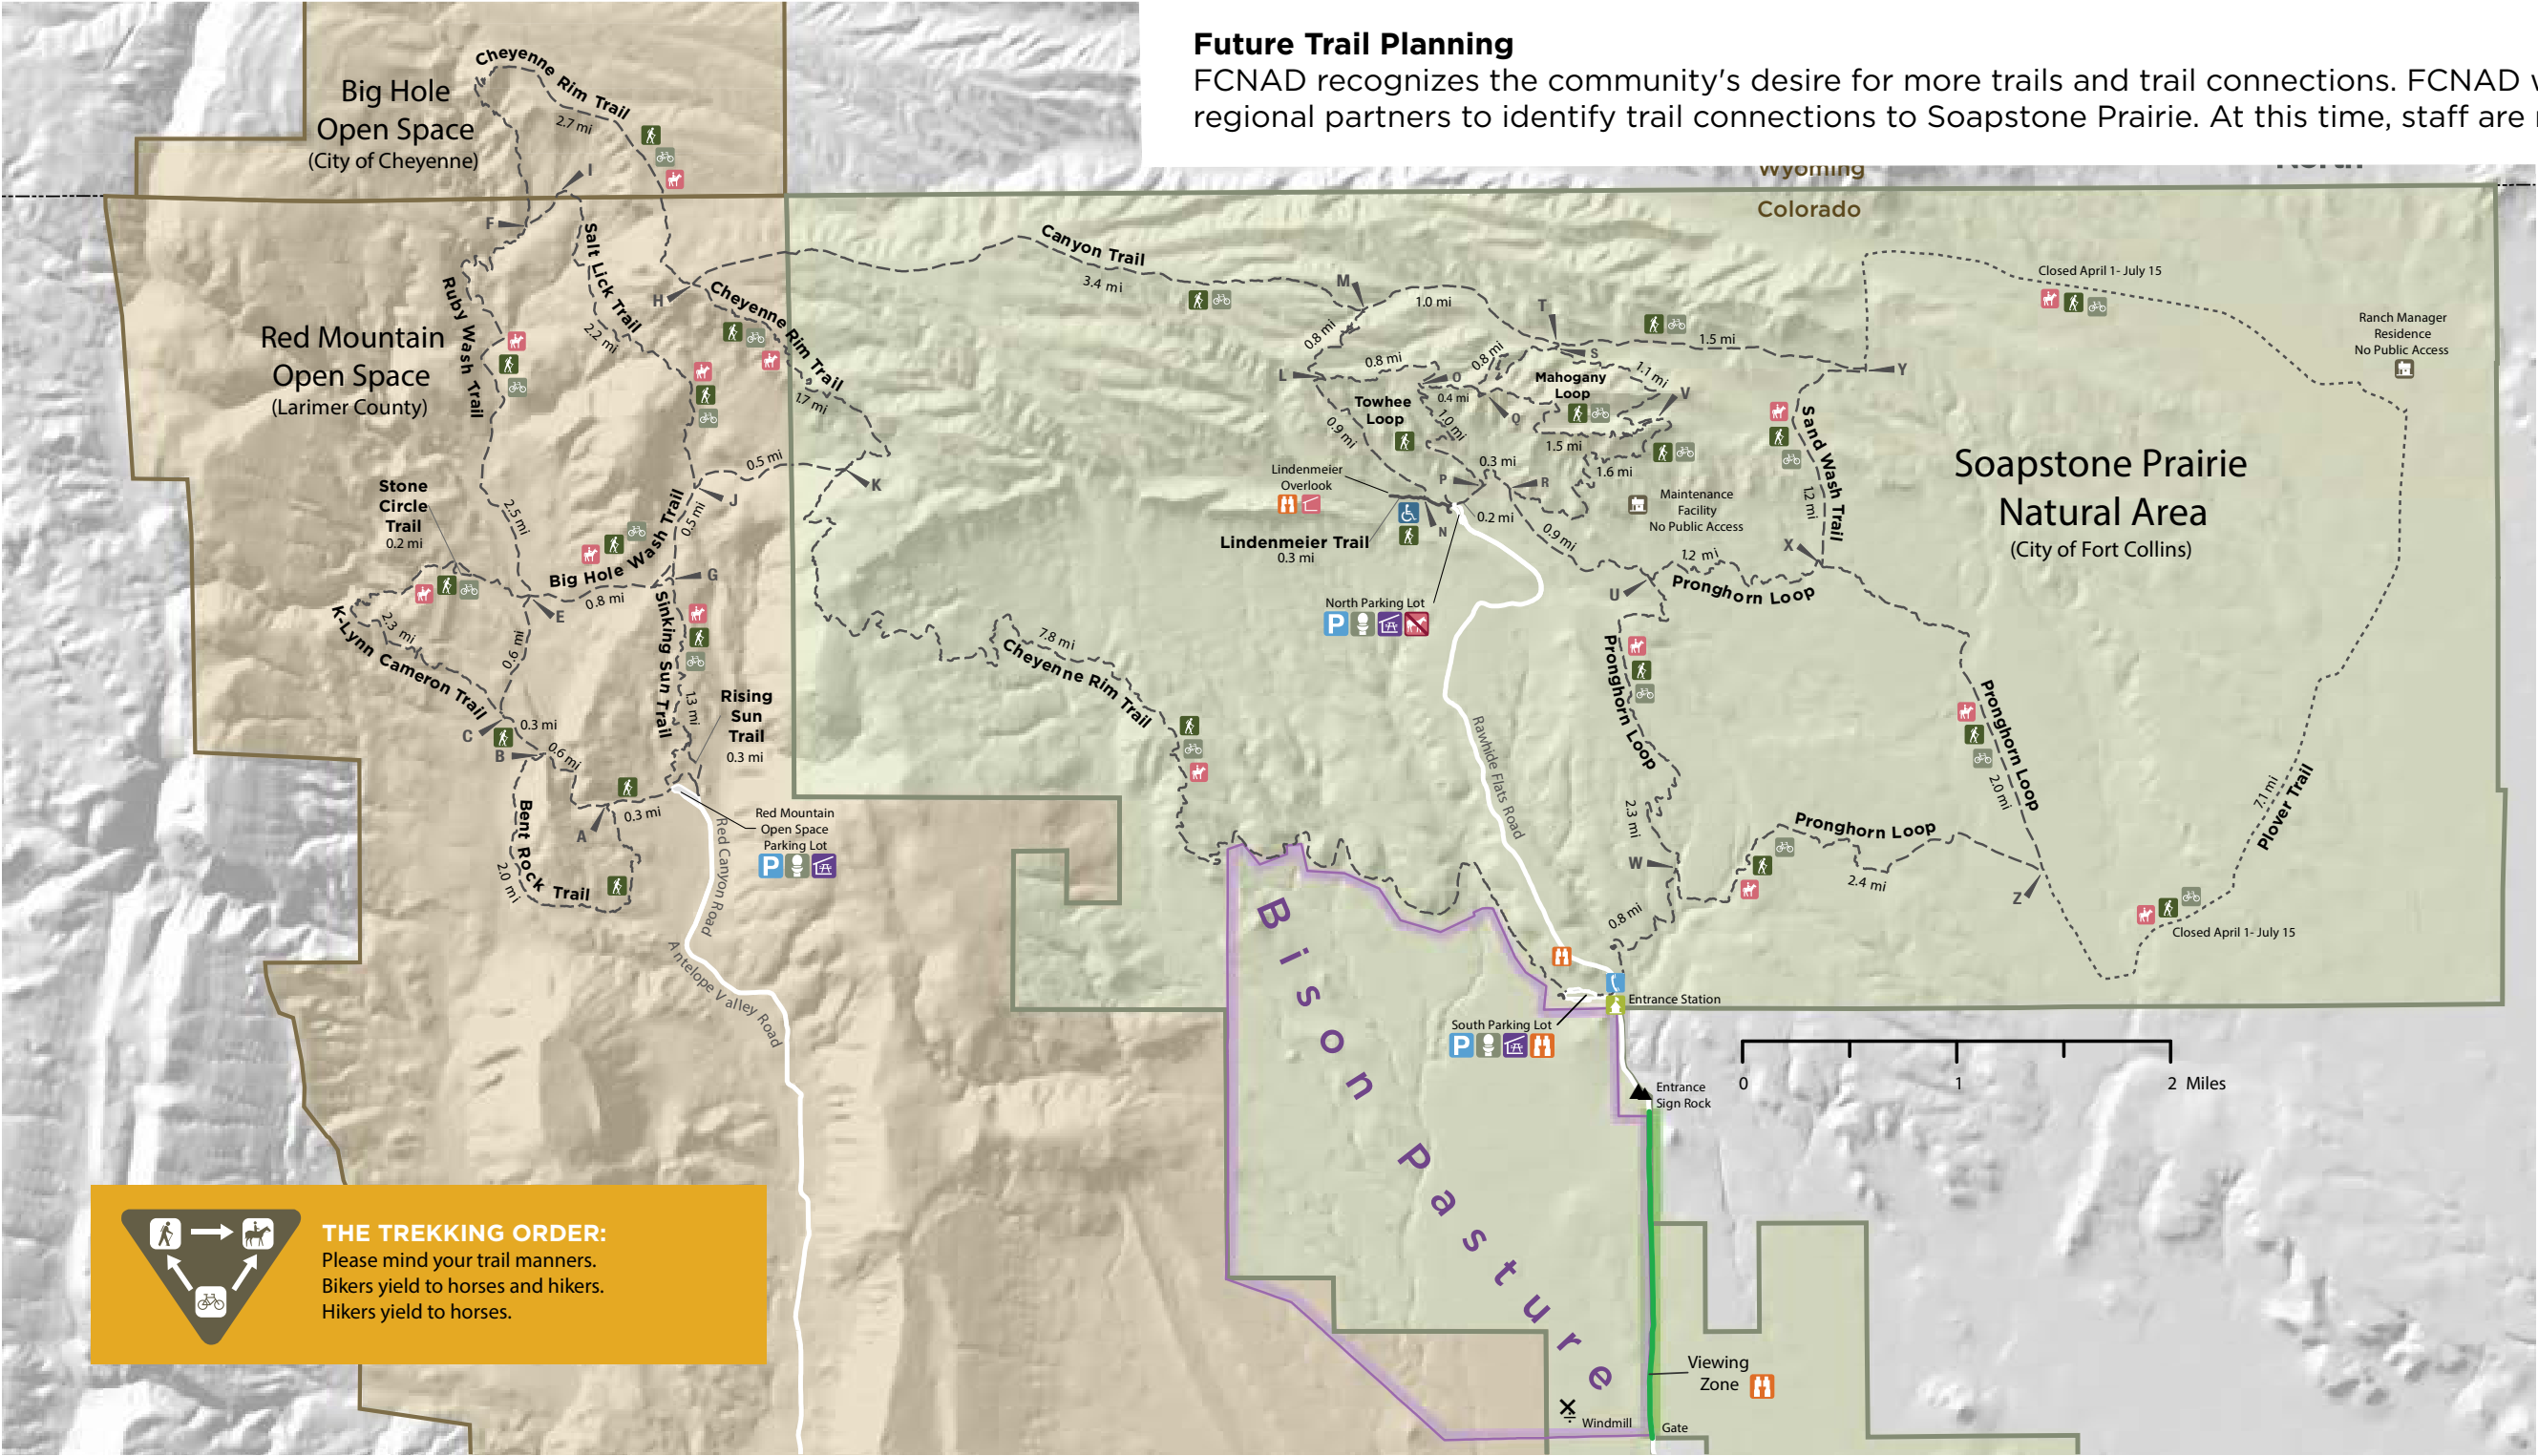 Future Trail Planning
FCNAD recognizes the community's desire for more trails and trail connections. FCNAD
regional partners to identify trail connections to Soapstone Prairie. At this time, staff are
North
Wyoming
Colorado
Big Hole
Open Space
(City of Cheyenne)
Cheyenne Rim Trail
2.7 mi
I
F
Salt Lick Trail
2.2 mi
H
Ruby Wash Trail
2.5 mi
Red Mountain
Open Space
(Larimer County)
Cheyenne Rim Trail
1.7 mi
Canyon Trail
3.4 mi
M
1.0 mi
0.8 mi
T
S
1.5 mi
Y
L
0.8 mi
O
0.8 mi
0.4 mi
Mahogany
Loop
1.1 mi
V
Q
Towhee
Loop
1.0 mi
0.9 mi
1.5 mi
1.6 mi
0.3 mi
P
R
N
0.2 mi
0.9 mi
Lindenmeier
Overlook
Lindenmeier Trail
0.3 mi
North Parking Lot
Maintenance
Facility
No Public Access
Sand Wash Trail
1.2 mi
X
1.2 mi
Pronghorn Loop
U
Closed April 1- July 15
Ranch Manager
Residence
No Public Access
Soapstone Prairie
Natural Area
(City of Fort Collins)
Stone
Circle
Trail
0.2 mi
0.5 mi
K
J
0.5 mi
Big Hole Wash Trail
G
0.8 mi
E
K-Lynn Cameron Trail
2.3 mi
0.6 mi
Sinking Sun Trail
1.3 mi
Rising
Sun
Trail
0.3 mi
C
0.3 mi
B
0.6 mi
A
0.3 mi
Bent Rock Trail
2.0 mi
Red Mountain
Open Space
Parking Lot
Red Canyon Road
Antelope Valley Road
7.8 mi
Cheyenne Rim Trail
Rawhide Flats Road
Pronghorn Loop
2.3 mi
W
0.8 mi
Pronghorn Loop
2.4 mi
Pronghorn Loop
2.0 mi
Z
7.1 mi
Plover Trail
Closed April 1- July 15
Entrance Station
South Parking Lot
Entrance
Sign Rock
0 1 2 Miles
Bison Pasture
Viewing
Zone
Windmill
Gate
THE TREKKING ORDER:
Please mind your trail manners.
Bikers yield to horses and hikers.
Hikers yield to horses.